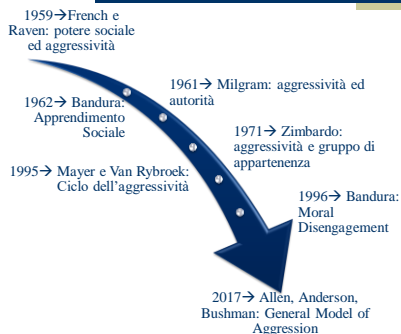 1959→French e
Raven: potere sociale
ed aggressività
1961→ Milgram: aggressività ed
autorità
1962→ Bandura:
Apprendimento
Sociale
1971→ Zimbardo:
aggressività e gruppo di
appartenenza
1995→ Mayer e Van Rybroek:
Ciclo dell'aggressività
1996→ Bandura:
Moral
Disengagement
2017→ Allen, Anderson,
Bushman: General Model of
Aggression